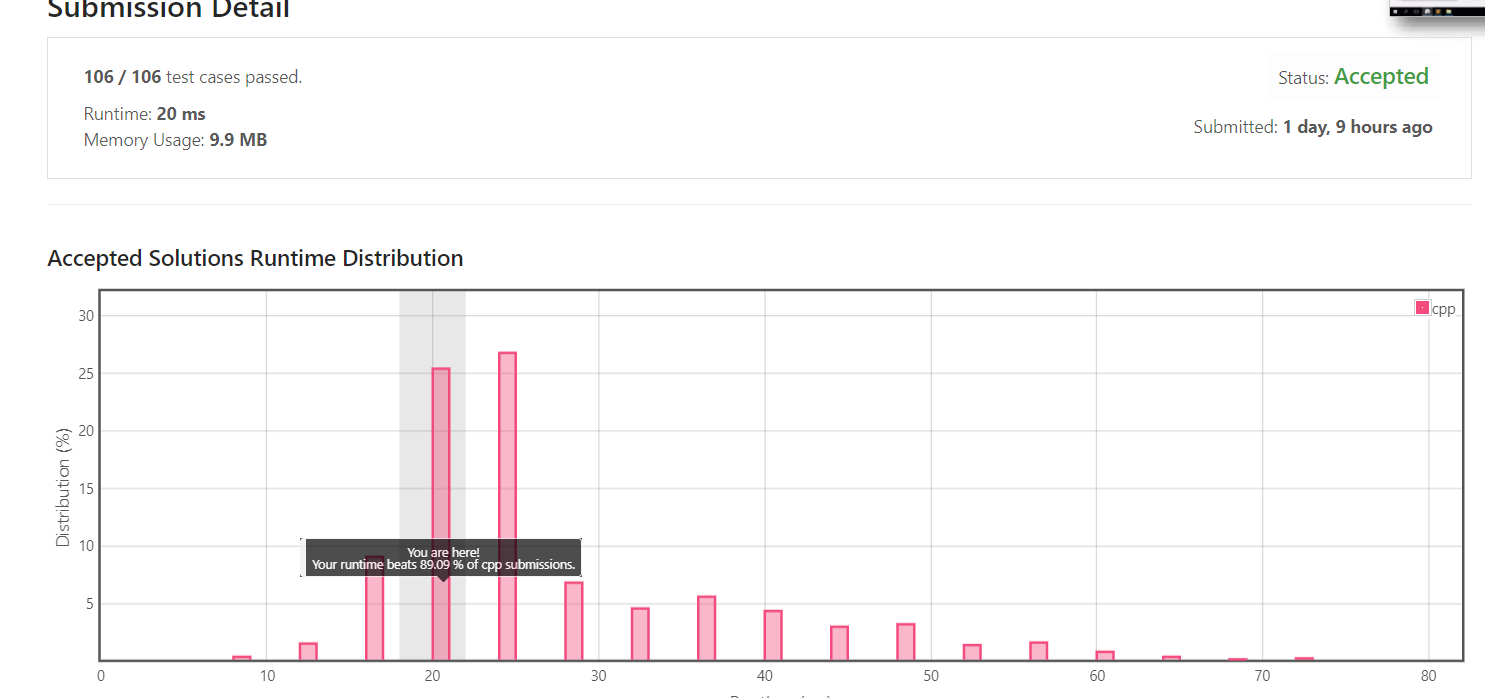 Submission Detail
106 / 106 test cases passed.
Status: Accepted
Runtime: 20 ms
Memory Usage: 9.9 MB
Submitted: 1 day, 9 hours ago
Accepted Solutions Runtime Distribution
cpp
30
25
20
15
10
5
Distribution (%)
You are here!
Your runtime beats 89.09 % of cpp submissions.
0 10 20 30 40 50 60 70 80